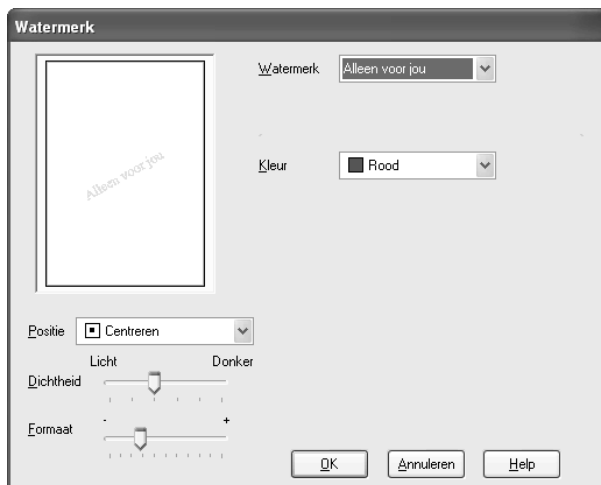 Watermerk
Watermerk Alleen voor jou
Alleen voor jou
Kleur Rood
Positie Centreren
Licht Donker
Dichtheid
- +
Formaat
OK Annuleren Help